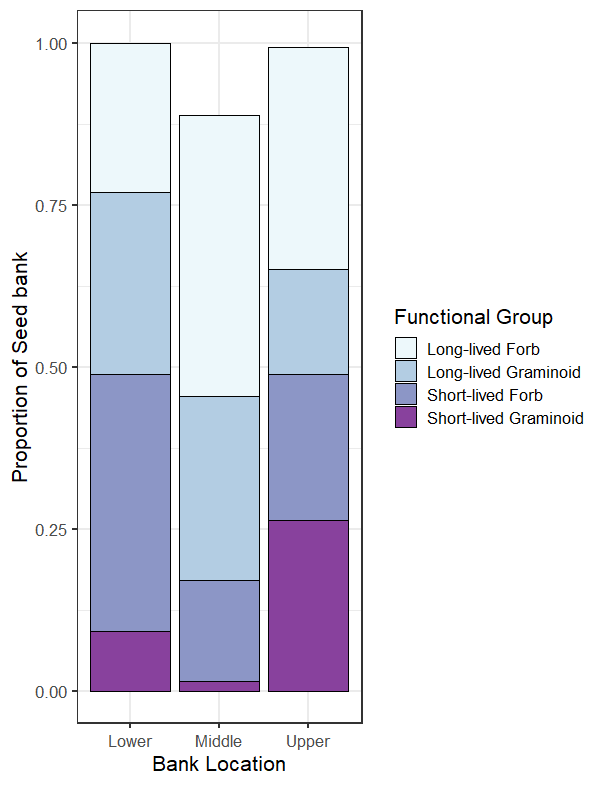 1.00
0.75
0.50
0.25
0.00
Proportion of Seed bank
Lower Middle Upper
Bank Location
Functional Group
Long-lived Forb
Long-lived Graminoid
Short-lived Forb
Short-lived Graminoid